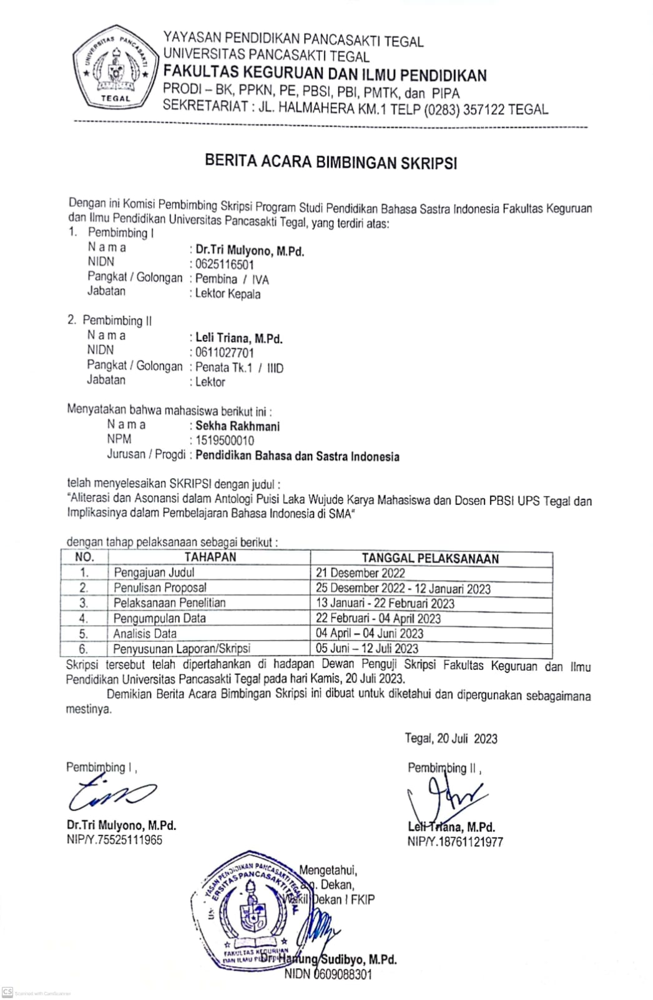 UNIVERSITAS PANCASAKTI
TEGAL
YAYASAN PENDIDIKAN PANCASAKTI TEGAL
UNIVERSITAS PANCASAKTI TEGAL
FAKULTAS KEGURUAN DAN ILMU PENDIDIKAN
PRODI – BK, PPKN, PE, PBSI, PBI, PMTK, dan PIPA
SEKRETARIAT : JL. HALMAHERA KM.1 TELP (0283) 357122 TEGAL
BERITA ACARA BIMBINGAN SKRIPSI
Dengan ini Komisi Pembimbing Skripsi Program Studi Pendidikan Bahasa Sastra Indonesia Fakultas Keguruan
dan Ilmu Pendidikan Universitas Pancasakti Tegal, yang terdiri atas:
1. Pembimbing I
N a m a : Dr.Tri Mulyono, M.Pd.
NIDN : 0625116501
Pangkat / Golongan : Pembina / IVA
Jabatan : Lektor Kepala
2. Pembimbing II
N a m a : Leli Triana, M.Pd.
NIDN : 0611027701
Pangkat / Golongan : Penata Tk.1 / IIID
Jabatan : Lektor
Menyatakan bahwa mahasiswa berikut ini :
N a m a : Sekha Rakhmani
NPM : 1519500010
Jurusan / Progdi : Pendidikan Bahasa dan Sastra Indonesia
telah menyelesaikan SKRIPSI dengan judul :
“Aliterasi dan Asonansi dalam Antologi Puisi Laka Wujude Karya Mahasiswa dan Dosen PBSI UPS Tegal dan
Implikasinya dalam Pembelajaran Bahasa Indonesia di SMA“
dengan tahap pelaksanaan sebagai berikut :
NO. TAHAPAN TANGGAL PELAKSANAAN
1. Pengajuan Judul 21 Desember 2022
2. Penulisan Proposal 25 Desember 2022 - 12 Januari 2023
3. Pelaksanaan Penelitian 13 Januari - 22 Februari 2023
4. Pengumpulan Data 22 Februari - 04 April 2023
5. Analisis Data 04 April – 04 Juni 2023
6. Penyusunan Laporan/Skripsi 05 Juni – 12 Juli 2023
Skripsi tersebut telah dipertahankan di hadapan Dewan Penguji Skripsi Fakultas Keguruan dan Ilmu
Pendidikan Universitas Pancasakti Tegal pada hari Kamis, 20 Juli 2023.
Demikian Berita Acara Bimbingan Skripsi ini dibuat untuk diketahui dan dipergunakan sebagaimana
mestinya.
Tegal, 20 Juli 2023
Pembimbing I , Pembimbing II ,
Dr.Tri Mulyono, M.Pd. Leli Triana, M.Pd.
NIP/Y.75525111965 NIP/Y.18761121977
Mengetahui,
a.n. Dekan,
Wakil Dekan I FKIP
YASAN PENDIDIKAN PANCASAKTI TEGAL
ERSITAS PANCASAKTI TEGAL
FAKULTAS KEGURUAN
DAN ILMU
Dr. Hanung Sudibyo, M.Pd.
NIDN 0609088301
CS Scanned with CamScanner